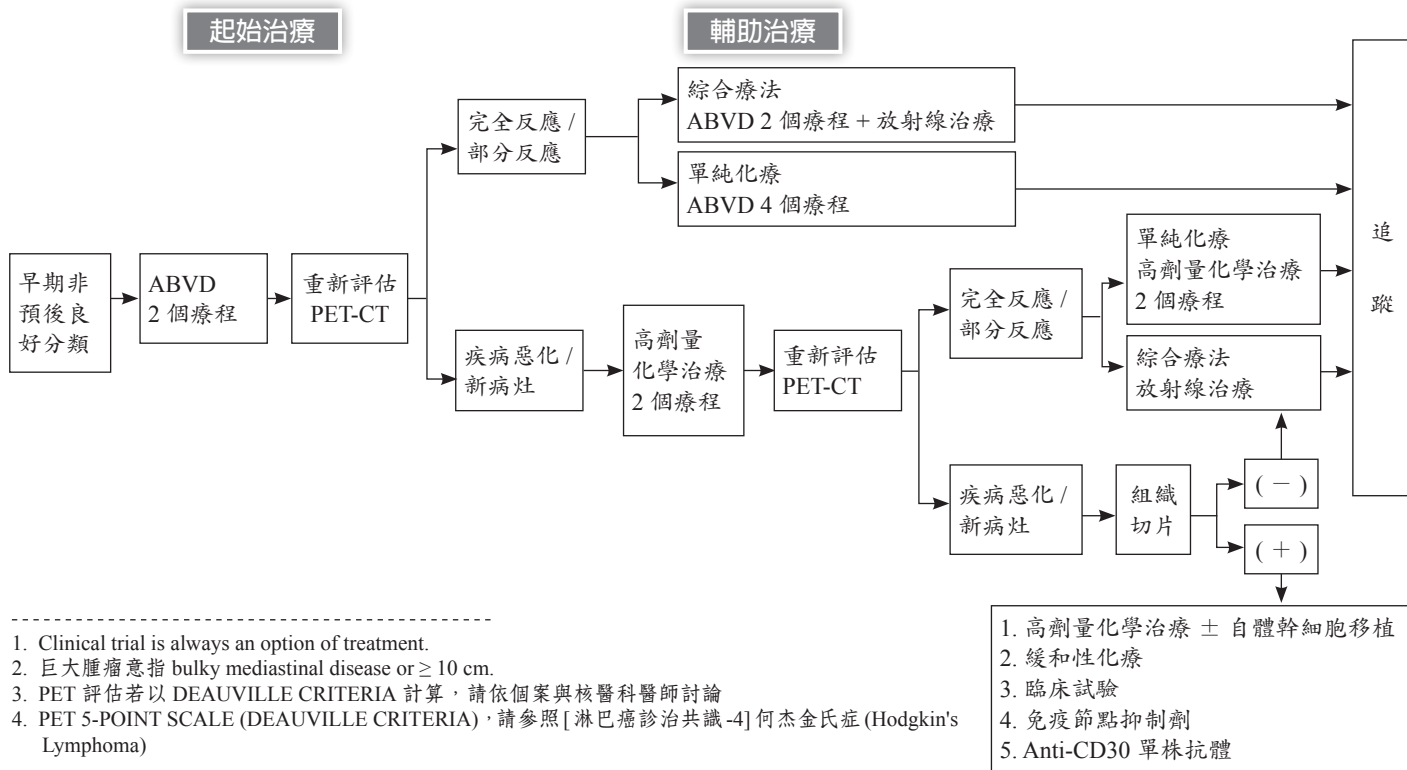 起始治療
輔助治療
完全反應 /
部分反應
綜合療法
ABVD 2 個療程 + 放射線治療
單純化療
ABVD 4 個療程
早期非
預後良
好分類
ABVD
2 個療程
重新評估
PET-CT
疾病惡化 /
新病灶
高劑量
化學治療
2 個療程
重新評估
PET-CT
完全反應 /
部分反應
單純化療
高劑量化學治療
2 個療程
綜合療法
放射線治療
疾病惡化 /
新病灶
組織
切片
( － )
( ＋ )
追
蹤
1. 高劑量化學治療 ± 自體幹細胞移植
2. 緩和性化療
3. 臨床試驗
4. 免疫節點抑制劑
5. Anti-CD30 單株抗體
1. Clinical trial is always an option of treatment.
2. 巨大腫瘤意指 bulky mediastinal disease or ≥ 10 cm.
3. PET 評估若以 DEAUVILLE CRITERIA 計算，請依個案與核醫科醫師討論
4. PET 5-POINT SCALE (DEAUVILLE CRITERIA)，請參照 [ 淋巴癌診治共識 -4] 何杰金氏症 (Hodgkin's
Lymphoma)